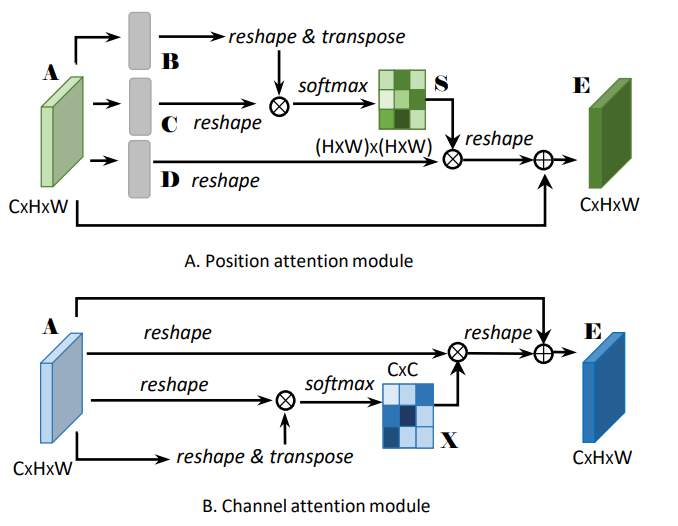 B
reshape & transpose
A
softmax
S
E
C
reshape
(HxW)x(HxW)
reshape
D
reshape
CxHxW
CxHxW
A. Position attention module
A
reshape
reshape
E
reshape
softmax
CxC
X
CxHxW
reshape & transpose
CxHxW
B. Channel attention module